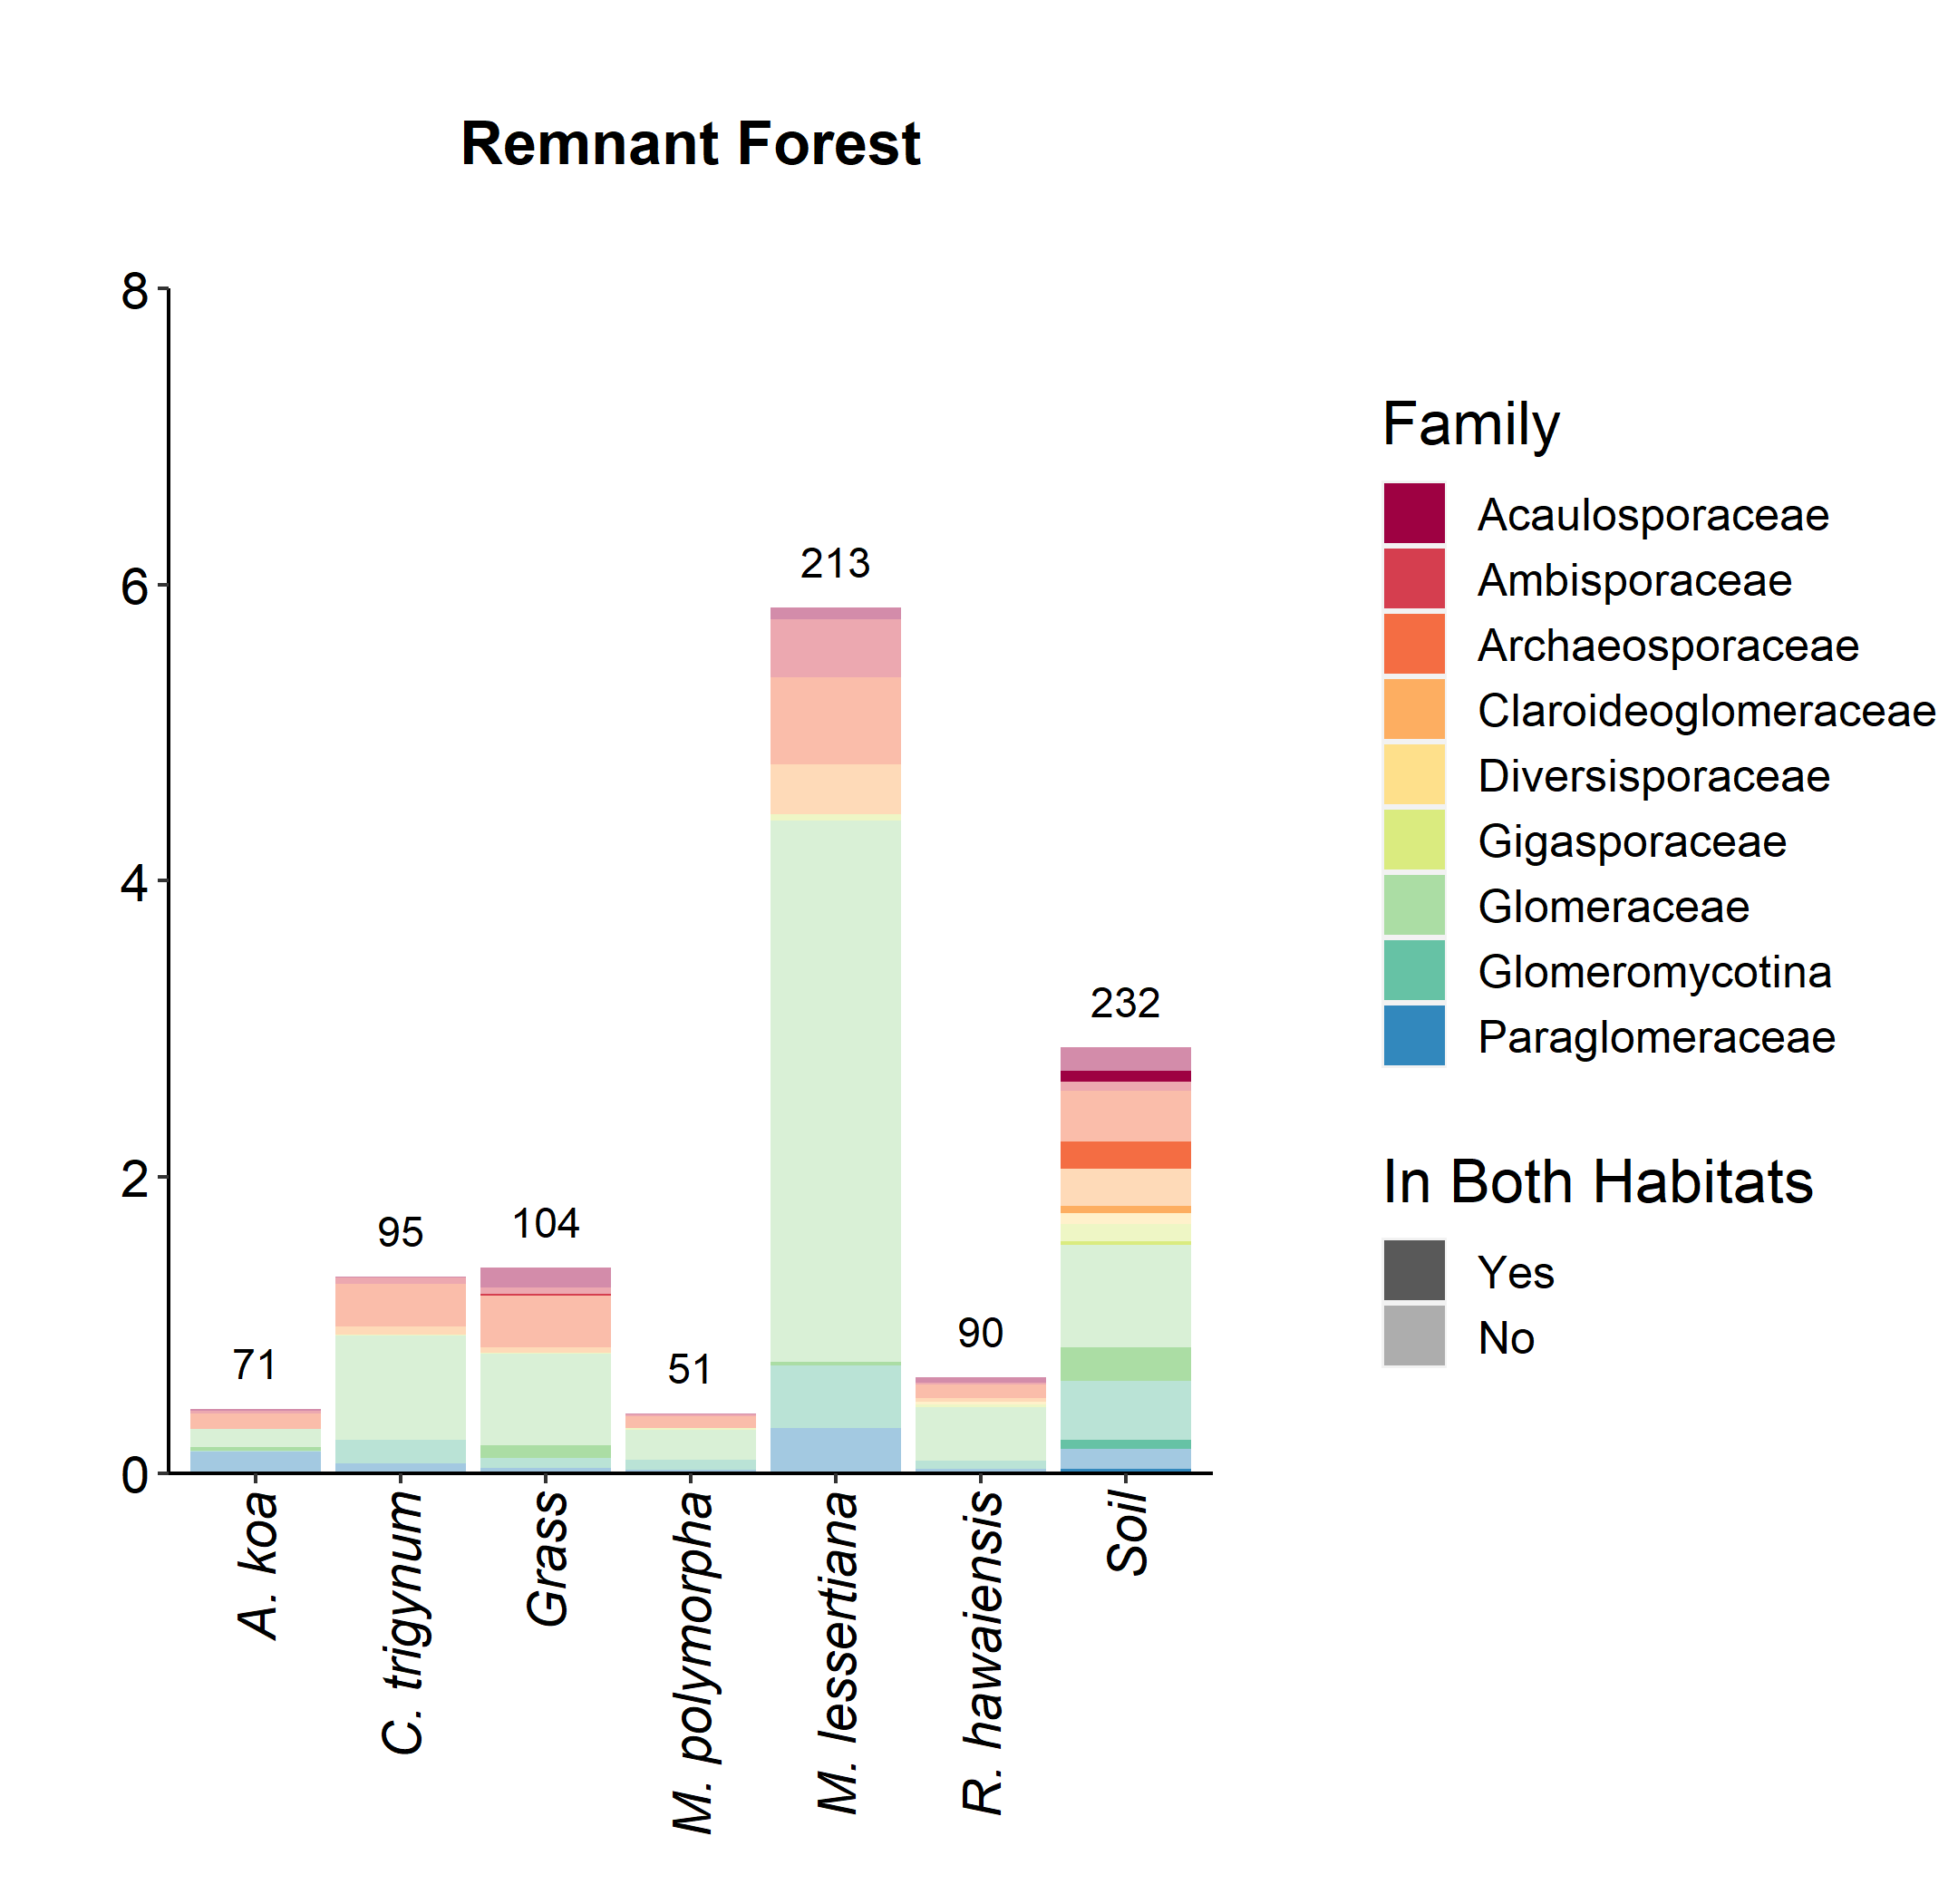 Remnant Forest
8
6
4
2
0
71
95
104
51
213
90
232
A. koa
C. trigynum
Grass
M. polymorpha
M. lessertiana
R. hawaiensis
Soil
Family
Acaulosporaceae
Ambisporaceae
Archaeosporaceae
Claroideoglomeraceae
Diversisporaceae
Gigasporaceae
Glomeraceae
Glomeromycotina
Paraglomeraceae
In Both Habitats
Yes
No